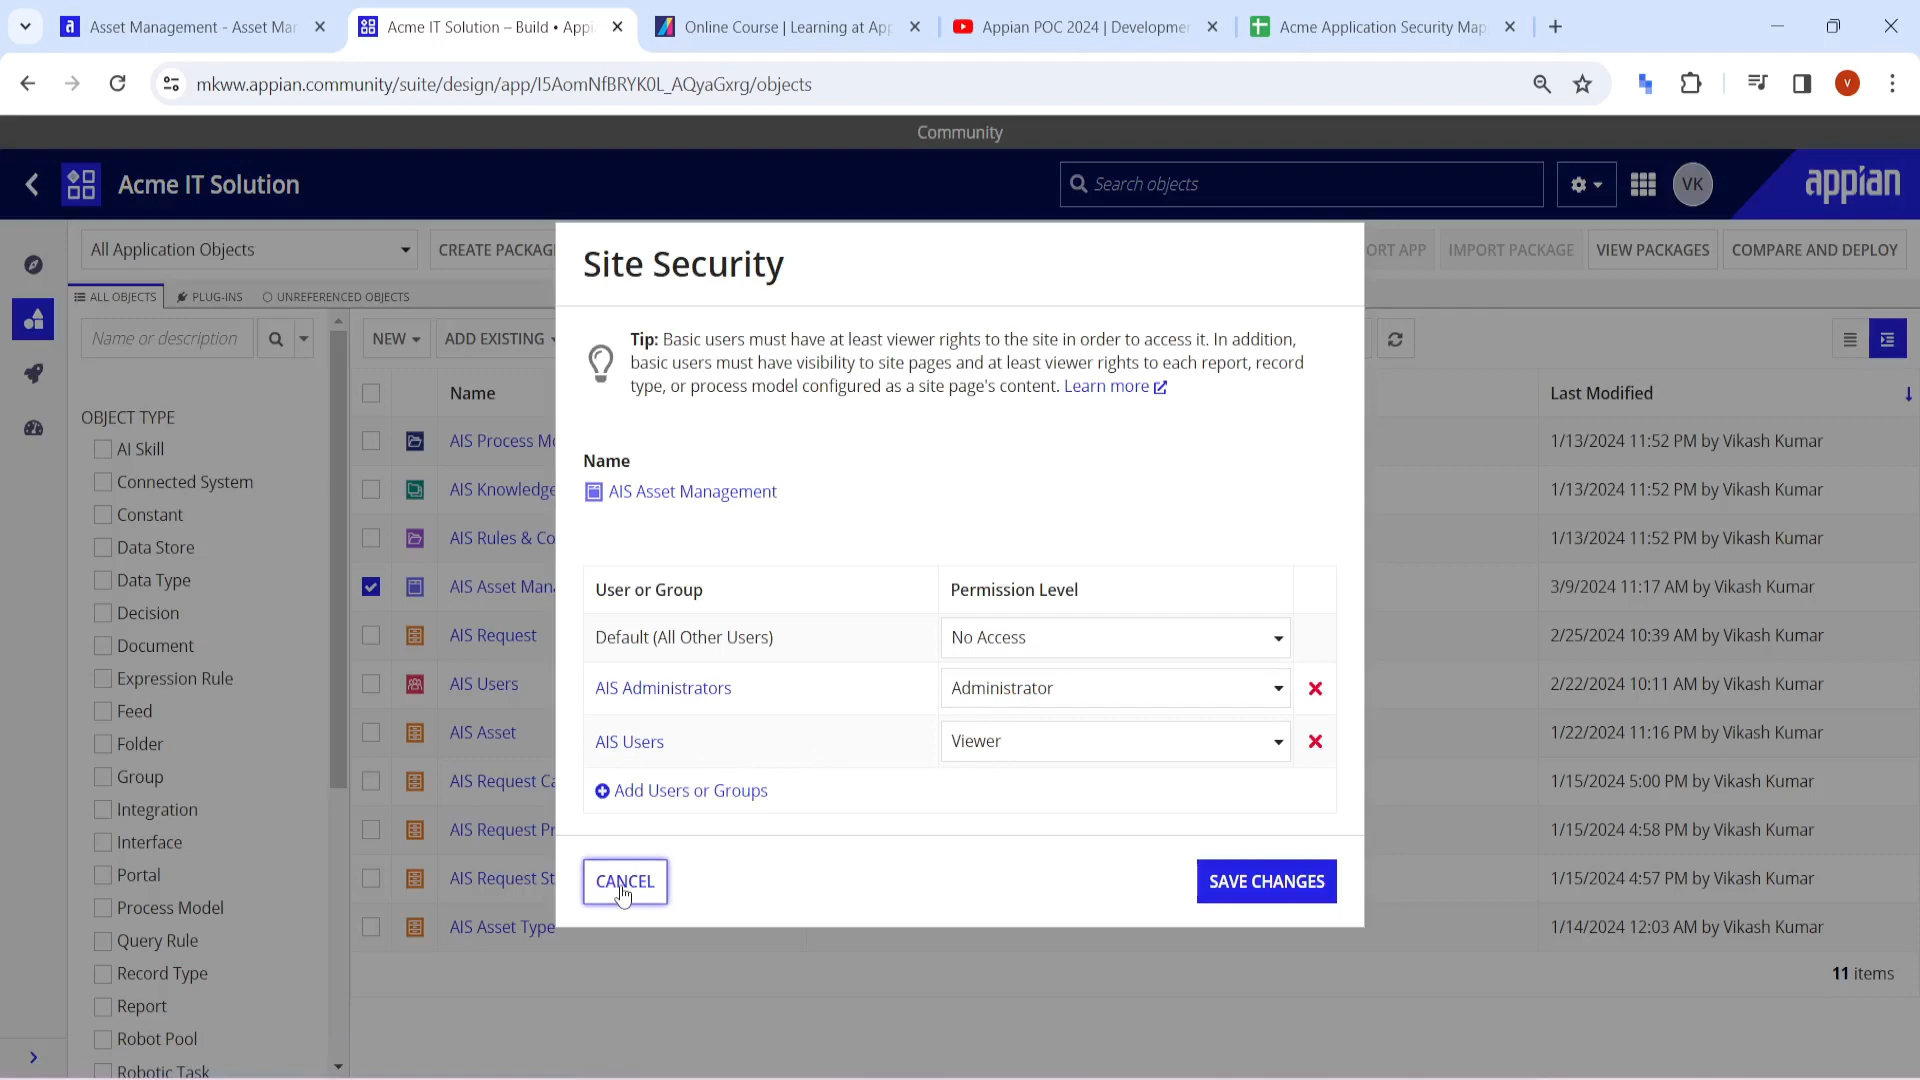 Asset Management - Asset Mar
Acme IT Solution – Build • Appi
Online Course | Learning at App
Appian POC 2024 | Developmer
Acme Application Security Map
mkww.appian.community/suite/design/app/I5AomNfBRYK0L_AQyaGxrg/objects
V
Community
Acme IT Solution
Search objects
VK
appian
All Application Objects
CREATE PACKAG
ORT APP
IMPORT PACKAGE
VIEW PACKAGES
COMPARE AND DEPLOY
ALL OBJECTS
PLUG-INS
UNREFERENCED OBJECTS
Name or description
NEW
ADD EXISTING
OBJECT TYPE
AI Skill
Connected System
Constant
Data Store
Data Type
Decision
Document
Expression Rule
Feed
Folder
Group
Integration
Interface
Portal
Process Model
Query Rule
Record Type
Report
Robot Pool
Robotic Task
Name
Last Modified
AIS Process Mo
1/13/2024 11:52 PM by Vikash Kumar
AIS Knowledge
1/13/2024 11:52 PM by Vikash Kumar
AIS Rules & Co
1/13/2024 11:52 PM by Vikash Kumar
AIS Asset Mana
3/9/2024 11:17 AM by Vikash Kumar
AIS Request
2/25/2024 10:39 AM by Vikash Kumar
AIS Users
2/22/2024 10:11 AM by Vikash Kumar
AIS Asset
1/22/2024 11:16 PM by Vikash Kumar
AIS Request Ca
1/15/2024 5:00 PM by Vikash Kumar
AIS Request Pr
1/15/2024 4:58 PM by Vikash Kumar
AIS Request St
1/15/2024 4:57 PM by Vikash Kumar
AIS Asset Type
1/14/2024 12:03 AM by Vikash Kumar
11 items
Site Security
Tip: Basic users must have at least viewer rights to the site in order to access it. In addition,
basic users must have visibility to site pages and at least viewer rights to each report, record
type, or process model configured as a site page's content. Learn more
Name
AIS Asset Management
User or Group
Permission Level
Default (All Other Users)
No Access
AIS Administrators
Administrator
AIS Users
Viewer
Add Users or Groups
CANCEL
SAVE CHANGES